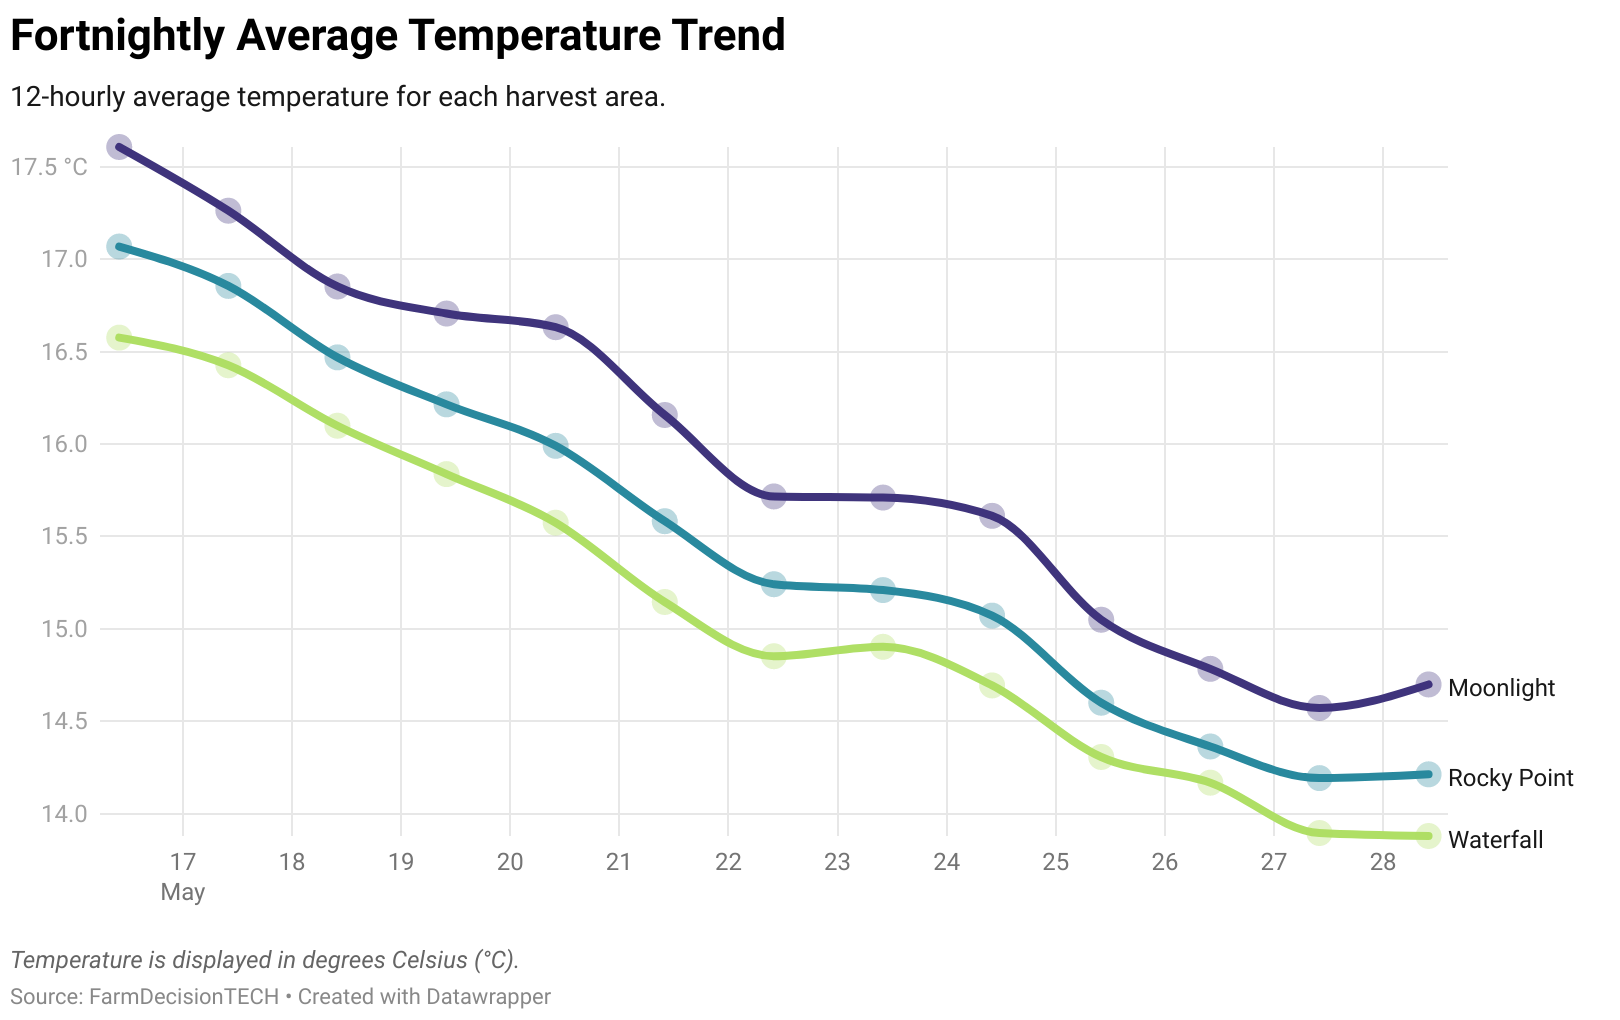 Fortnightly Average Temperature Trend
12-hourly average temperature for each harvest area.
17.5 °C
17.0
16.5
16.0
15.5
15.0
14.5
14.0
Moonlight
Rocky Point
Waterfall
17 18 19 20 21 22 23 24 25 26 27 28
May
Temperature is displayed in degrees Celsius (°C).
Source: FarmDecisionTECH • Created with Datawrapper